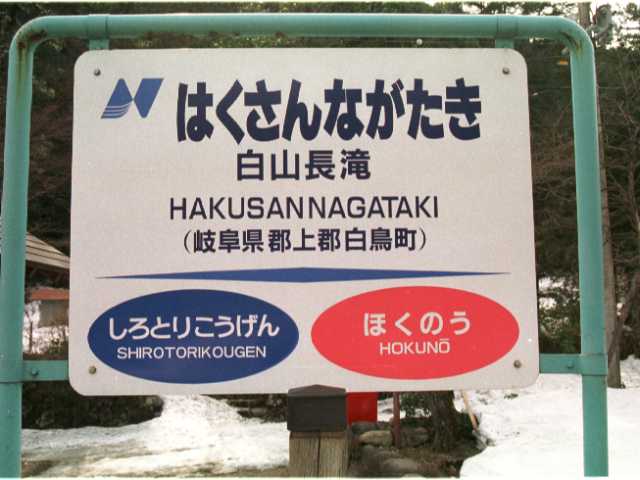 はくさんながたき
白山長滝
HAKUSANNAGATAKI
(岐阜県郡上郡白鳥町)
しろとりこうげん
SHIROTORIKOUGEN
ほくのう
HOKUNŌ